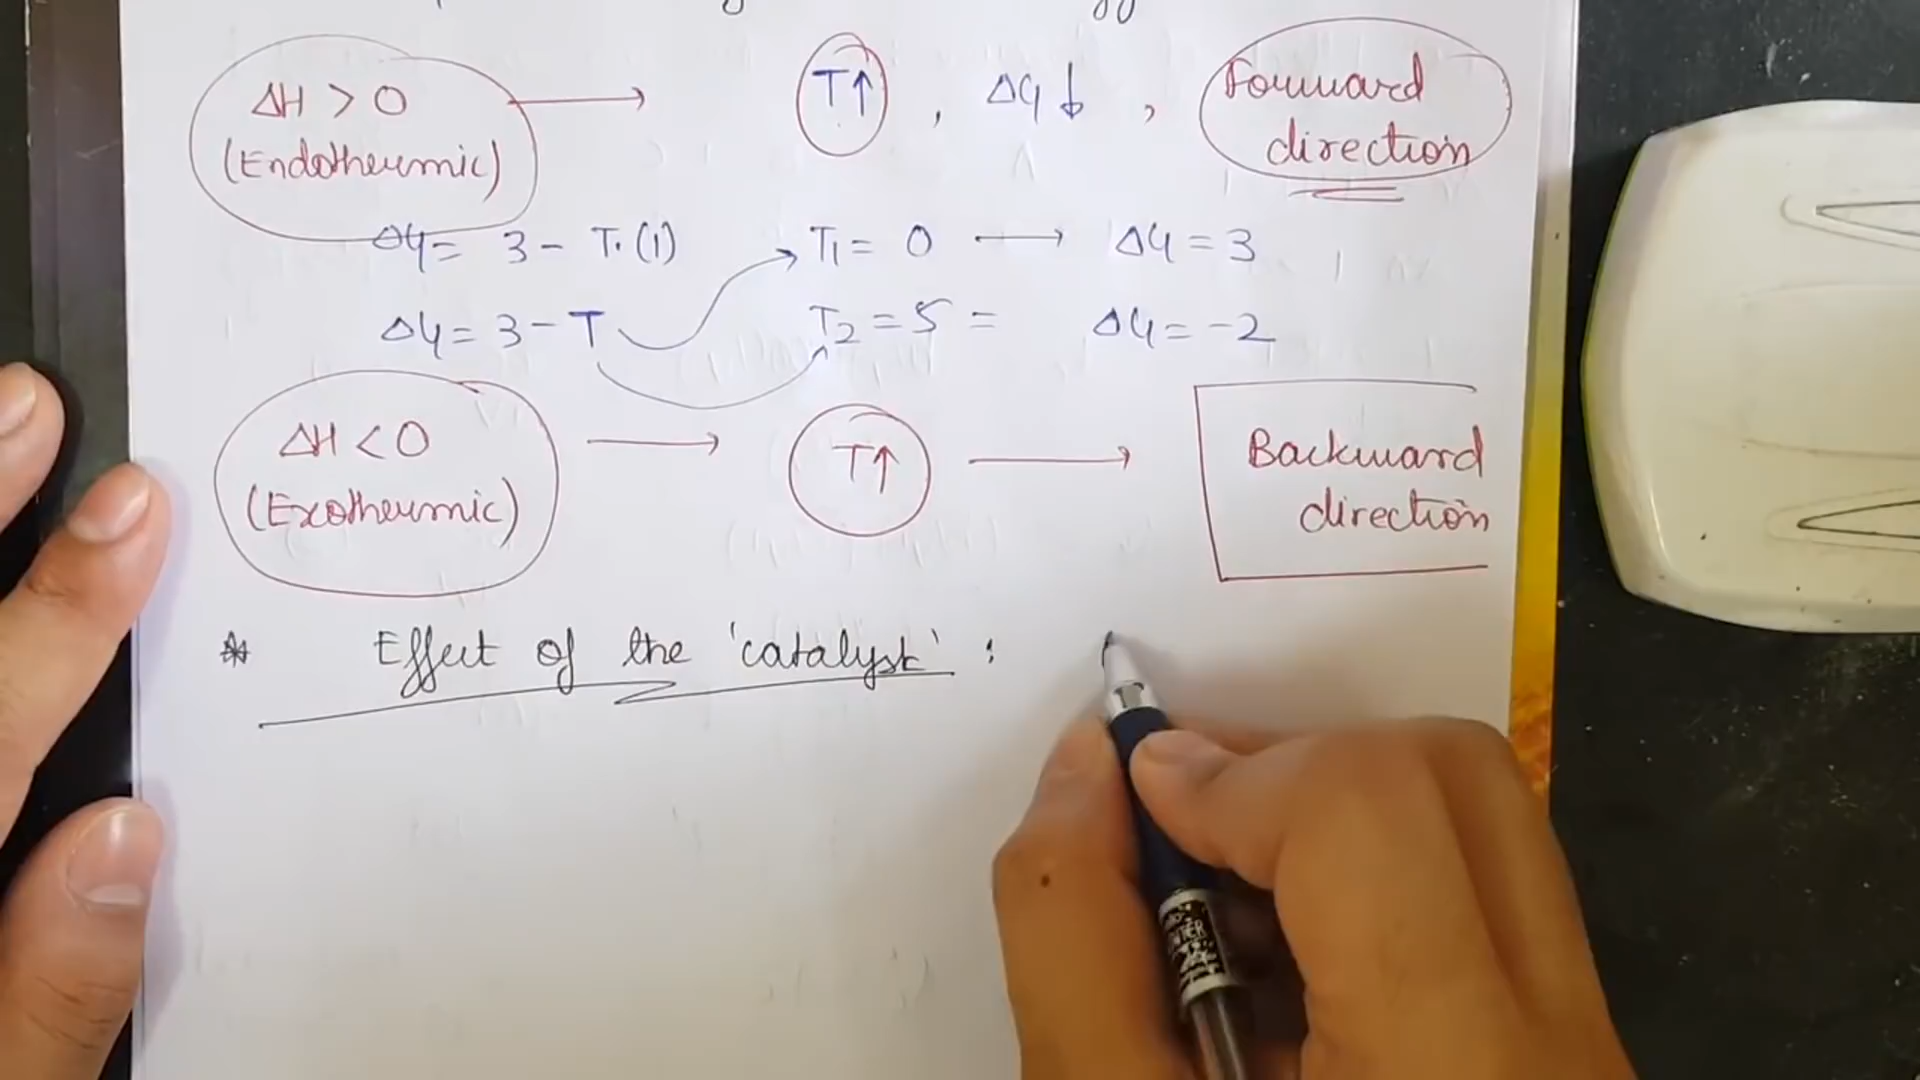 ΔH > 0 → T↑ , ΔG↓ , Forward
(Endothermic) direction
ΔG = 3 - T.(1) T1 = 0 → ΔG = 3
ΔG = 3 - T T2 = 5 = ΔG = -2
ΔH < 0 → T↑ → Backward
(Exothermic) direction
* Effect of the 'catalyst' :